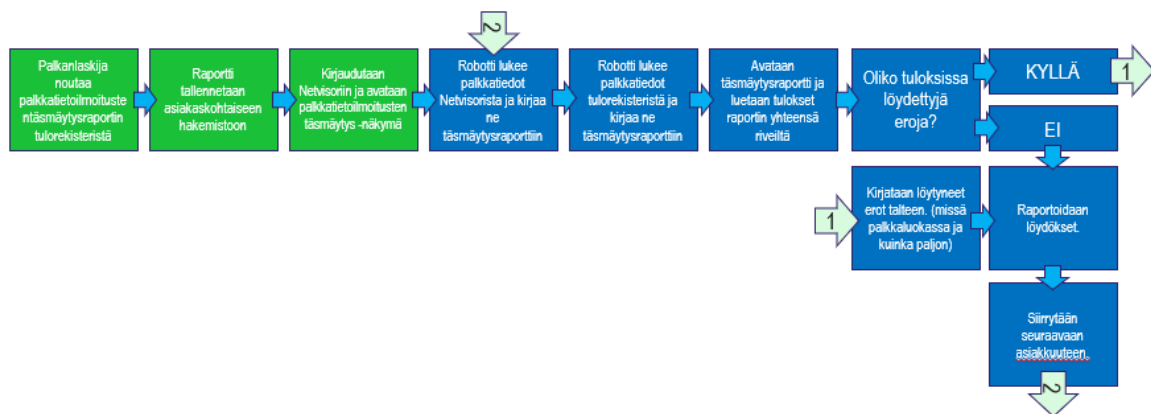 2
Palkanlaskija
noutaa
palkkatietoilmoituste
ntäsmäytysraportin
tulorekisteristä
Raportti
tallennetaan
asiakaskohtaiseen
hakemistoon
Kirjaudutaan
Netvisoriin ja avataan
palkkatietoilmoitusten
täsmäytys -näkymä
Robotti lukee
palkkatiedot
Netvisorista ja kirjaa
ne
täsmäytysraporttiin
Robotti lukee
palkkatiedot
tulorekisteristä ja
kirjaa ne
täsmäytysraporttiin
Avataan
täsmäytysraportti ja
luetaan tulokset
raportin yhteensä
riveiltä
Oliko tuloksissa
löydettyjä
eroja?
KYLLÄ
1
EI
1
Kirjataan löytyneet
erot talteen. (missä
palkkaluokassa ja
kuinka paljon)
Raportoidaan
löydökset.
Siirrytään
seuraavaan
asiakkuuteen.
2